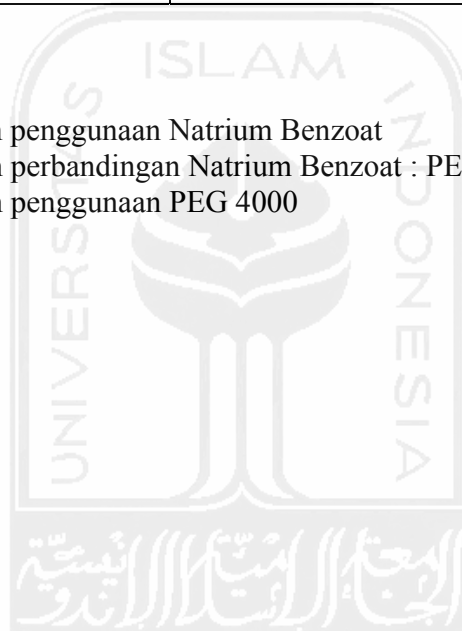 ISLAM
UNIVERSITAS
INDONESIA
n penggunaan Natrium Benzoat
n perbandingan Natrium Benzoat : PE
n penggunaan PEG 4000